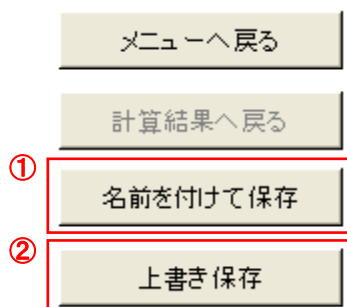 メニューへ戻る
計算結果へ戻る
①
名前を付けて保存
②
上書き保存